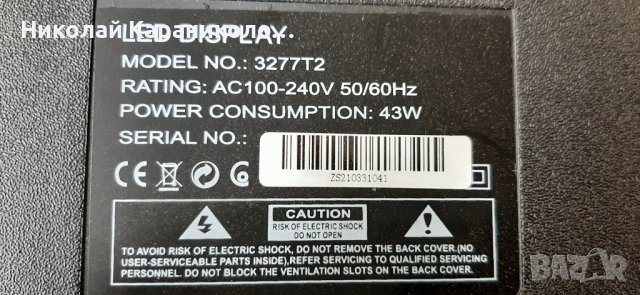 Николай Караниколо..
LED DISPLAY
MODEL NO.: 3277T2
RATING: AC100-240V 50/60Hz
POWER CONSUMPTION: 43W
SERIAL NO.:
ZS210331041
CAUTION
RISK OF ELECTRIC SHOCK
DO NOT OPEN
TO AVOID RISK OF ELECTRIC SHOCK, DO NOT REMOVE THE BACK COVER.(NO
USER-SERVICEABLE PARTS INSIDE),REFER SERVICING TO QUALIFIED SERVICING
PERSONNEL. DO NOT BLOCK THE VENTILATION SLOTS ON THE BACK COVER.
BAZAR